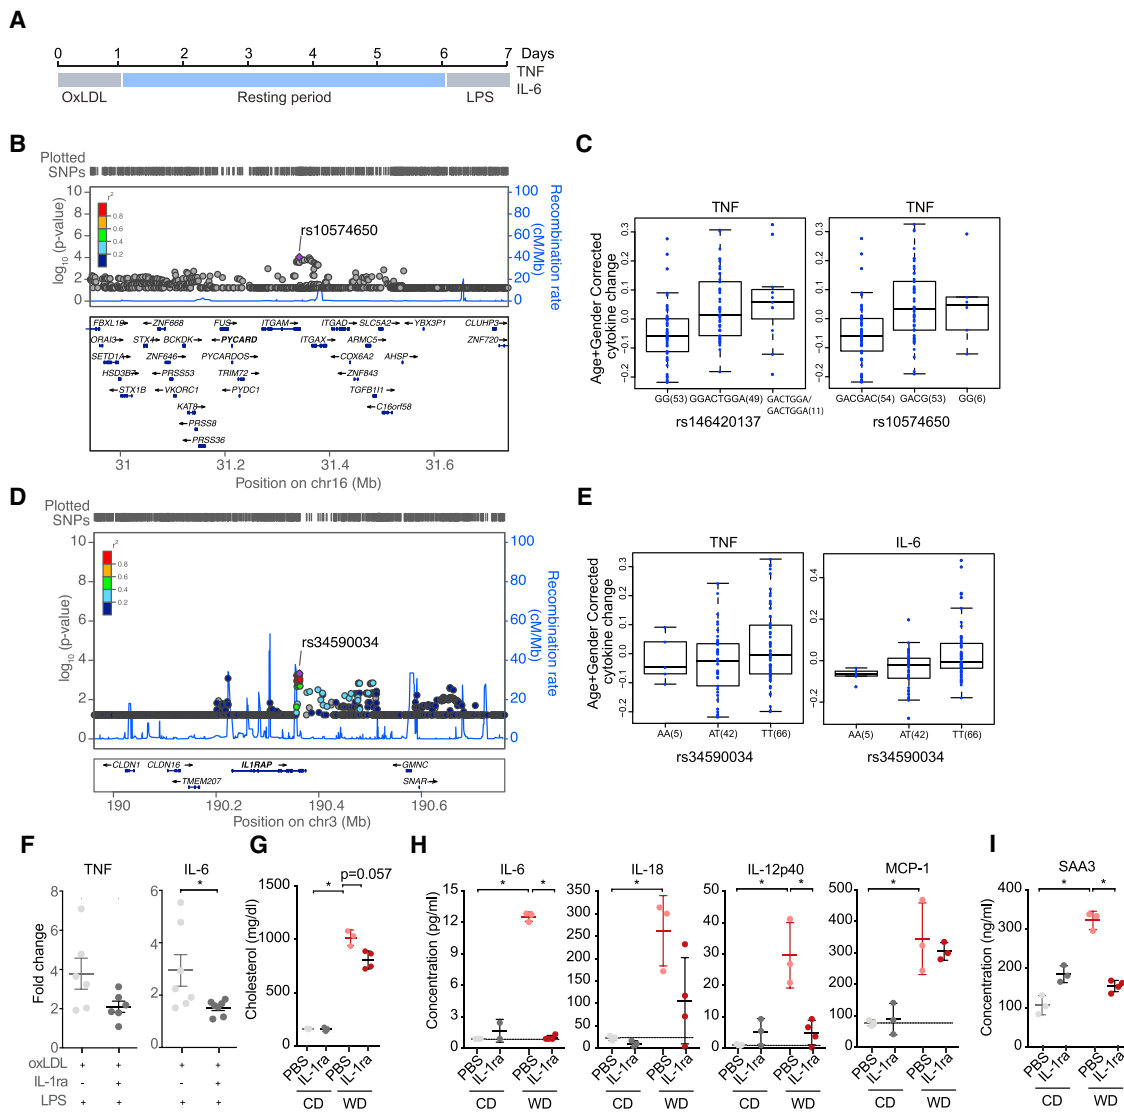 A
0 1 2 3 4 5 6 7 Days
TNF
IL-6
OxLDL Resting period LPS
B
Plotted
SNPs
10
8
6
4
2
0
log10 (p-value)
r2
0.8
0.6
0.4
0.2
rs10574650
100
80
60
40
20
0
Recombination rate
(cM/Mb)
FBXL19 ZNF668 FUS ITGAM ITGAD SLC5A2 YBX3P1 CLUHP3
ORAI3 STX4 BCKDK PYCARD ITGAX ARMC5 ZNF720
SETD1A ZNF646 PYCARDOS COX6A2 AHSP
HSD3B7 PRSS53 TRIM72 ZNF843
STX1B VKORC1 PYDC1 TGFB1I1
KAT8 C16orf58
PRSS8
PRSS36
31 31.2 31.4 31.6
Position on chr16 (Mb)
C
TNF TNF
Age+Gender Corrected
cytokine change
0.3
0.2
0.1
0.0
-0.1
-0.2
GG(53) GGACTGGA(49) GACTGGA/
GACTGGA(11)
rs146420137
0.3
0.2
0.1
0.0
-0.1
-0.2
GACGAC(54) GACG(53) GG(6)
rs10574650
D
Plotted
SNPs
10
8
6
4
2
0
log10 (p-value)
r2
0.8
0.6
0.4
0.2
rs34590034
100
80
60
40
20
0
Recombination rate
(cM/Mb)
CLDN1 CLDN16 IL1RAP GMNC
TMEM207 SNAR
190 190.2 190.4 190.6
Position on chr3 (Mb)
E
TNF IL-6
Age+Gender Corrected
cytokine change
0.3
0.2
0.1
0.0
-0.1
-0.2
AA(5) AT(42) TT(66)
rs34590034
0.4
0.2
0.0
-0.2
AA(5) AT(42) TT(66)
rs34590034
F
TNF IL-6
Fold change
8
6
4
2
0
6
4
2
0
*
oxLDL + + + +
IL-1ra - + - +
LPS + + + +
G
p=0.057
*
Cholesterol (mg/dl)
1500
1000
500
0
PBS IL-1ra PBS IL-1ra
CD WD
H
IL-6
* *
Concentration (pg/ml)
15
12
9
6
3
0
PBS IL-1ra PBS IL-1ra
CD WD
IL-18
*
350
300
250
200
150
100
50
0
PBS IL-1ra PBS IL-1ra
CD WD
IL-12p40
* *
50
40
30
20
10
0
PBS IL-1ra PBS IL-1ra
CD WD
MCP-1
*
500
400
300
200
100
0
PBS IL-1ra PBS IL-1ra
CD WD
I
SAA3
* *
Concentration (ng/ml)
400
300
200
100
0
PBS IL-1ra PBS IL-1ra
CD WD